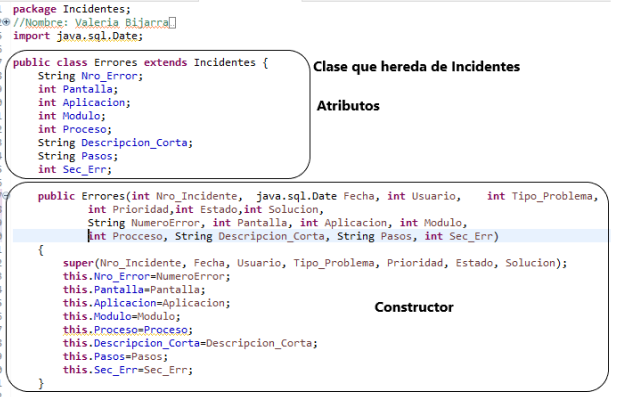 package Incidentes;
//Nombre: Valeria Bijarra
import java.sql.Date;
public class Errores extends Incidentes {
Clase que hereda de Incidentes
String Nro_Error;
int Pantalla;
int Aplicacion;
Atributos
int Modulo;
int Proceso;
String Descripcion_Corta;
String Pasos;
int Sec_Err;
public Errores(int Nro_Incidente, java.sql.Date Fecha, int Usuario, int Tipo_Problema,
int Prioridad,int Estado,int Solucion,
String NumeroError, int Pantalla, int Aplicacion, int Modulo,
int Procceso, String Descripcion_Corta, String Pasos, int Sec_Err)
{
super(Nro_Incidente, Fecha, Usuario, Tipo_Problema, Prioridad, Estado, Solucion);
this.Nro_Error=NumeroError;
this.Pantalla=Pantalla;
this.Aplicacion=Aplicacion;
Constructor
this.Modulo=Modulo;
this.Proceso=Proceso;
this.Descripcion_Corta=Descripcion_Corta;
this.Pasos=Pasos;
this.Sec_Err=Sec_Err;
}